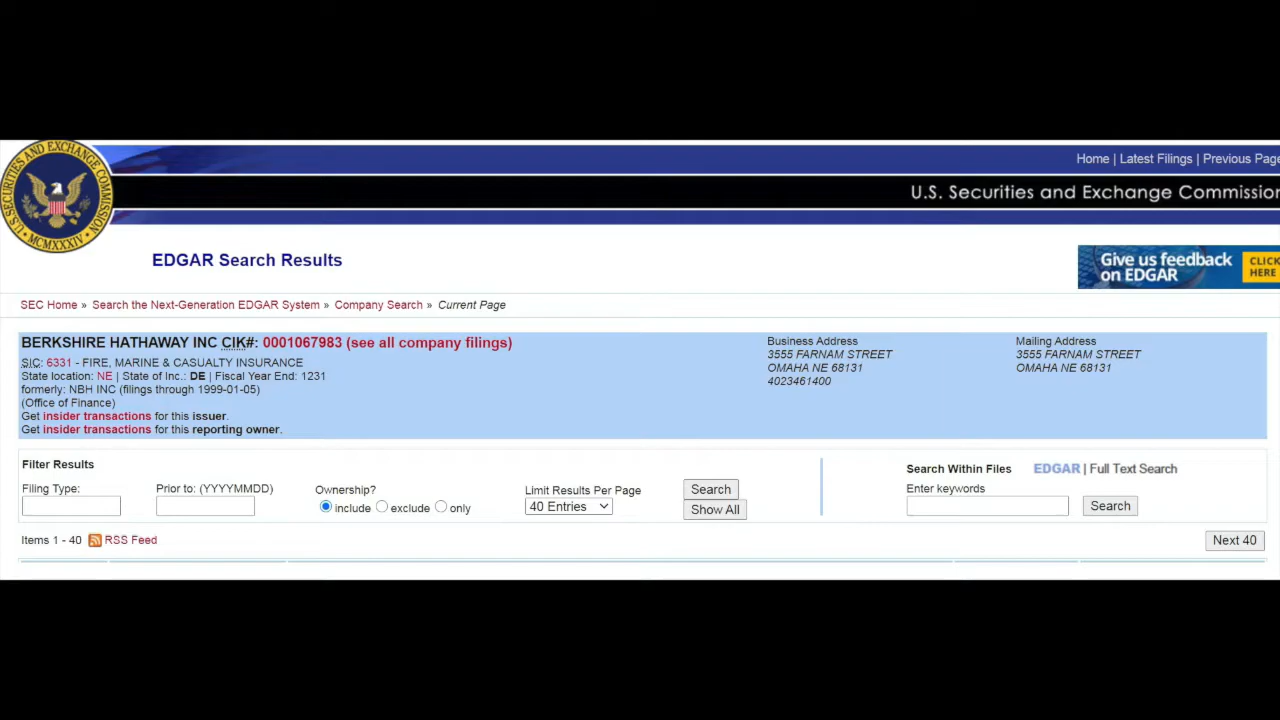 U.S. SECURITIES AND EXCHANGE COMMISSION
MCMXXXIV
Home | Latest Filings | Previous Page
U.S. Securities and Exchange Commission
EDGAR Search Results
Give us feedback
on EDGAR
CLICK
HERE
SEC Home » Search the Next-Generation EDGAR System » Company Search » Current Page
BERKSHIRE HATHAWAY INC CIK#: 0001067983 (see all company filings)
SIC: 6331 - FIRE, MARINE & CASUALTY INSURANCE
State location: NE | State of Inc.: DE | Fiscal Year End: 1231
formerly: NBH INC (filings through 1999-01-05)
(Office of Finance)
Get insider transactions for this issuer.
Get insider transactions for this reporting owner.
Business Address
3555 FARNAM STREET
OMAHA NE 68131
4023461400
Mailing Address
3555 FARNAM STREET
OMAHA NE 68131
Filter Results
Filing Type:
Prior to: (YYYYMMDD)
Ownership?
include exclude only
Limit Results Per Page
40 Entries
Search
Show All
Search Within Files
EDGAR | Full Text Search
Enter keywords
Search
Items 1 - 40 RSS Feed
Next 40